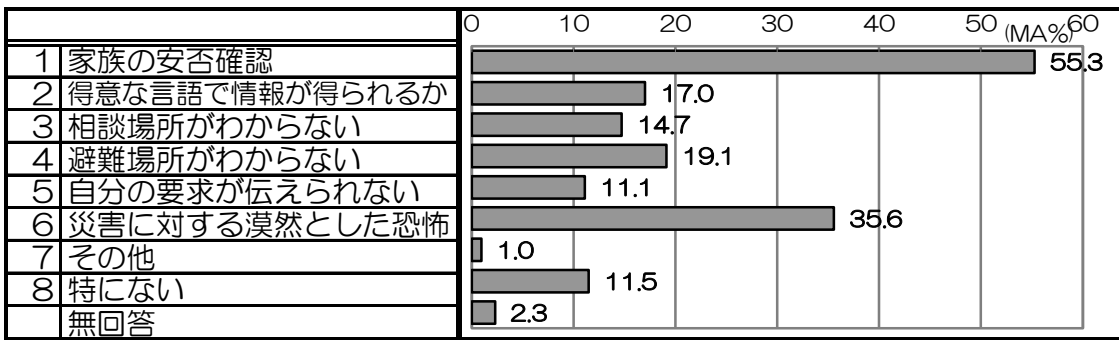 0 10 20 30 40 50 (MA%) 60
1 家族の安否確認 55.3
2 得意な言語で情報が得られるか 17.0
3 相談場所がわからない 14.7
4 避難場所がわからない 19.1
5 自分の要求が伝えられない 11.1
6 災害に対する漠然とした恐怖 35.6
7 その他 1.0
8 特にない 11.5
無回答 2.3